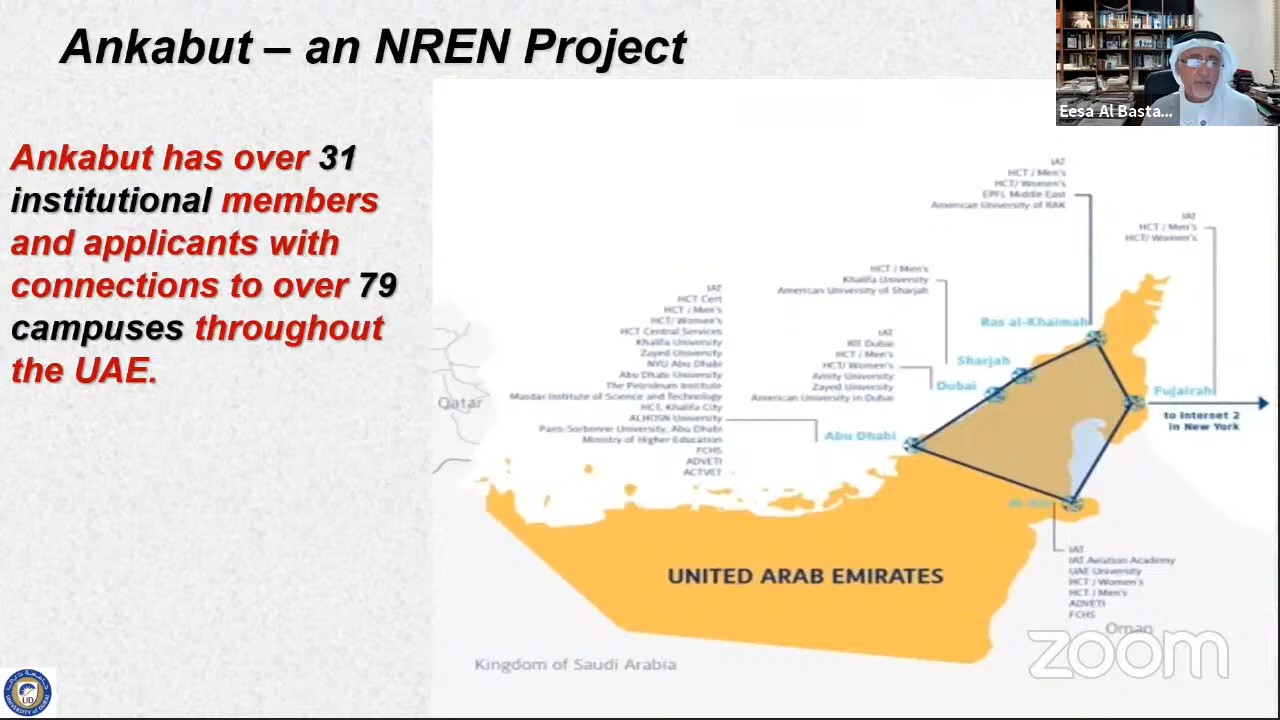 Ankabut – an NREN Project
Eesa Al Basta...
Ankabut has over 31
institutional members
and applicants with
connections to over 79
campuses throughout
the UAE.
IAT
HCT / Men's
HCT/ Women's
EPFL Middle East
American University of RAK
IAT
HCT / Men's
HCT/ Women's
HCT / Men's
Khalifa University
American University of Sharjah
IAT
HCT Cert
HCT / Men's
HCT/ Women's
HCT Central Services
Khalifa University
Zayed University
NYU Abu Dhabi
Abu Dhabi University
The Petroleum Institute
Masdar Institute of Science and Technology
HCT, Khalifa City
ALHOSN University
Paris-Sorbonne University, Abu Dhabi
Ministry of Higher Education
FCHS
ADVETI
ACTVET
IAT
RIT Dubai
HCT / Men's
HCT/ Women's
Amity University
Zayed University
American University in Dubai
Ras al-Khaimah
Sharjah
Dubai
Fujairah
Abu Dhabi
Qatar
to Internet 2
in New York
IAT
IAT Aviation Academy
UAE University
HCT / Women's
HCT / Men's
ADVETI
FCHS
UNITED ARAB EMIRATES
Oman
Kingdom of Saudi Arabia
zoom
UD